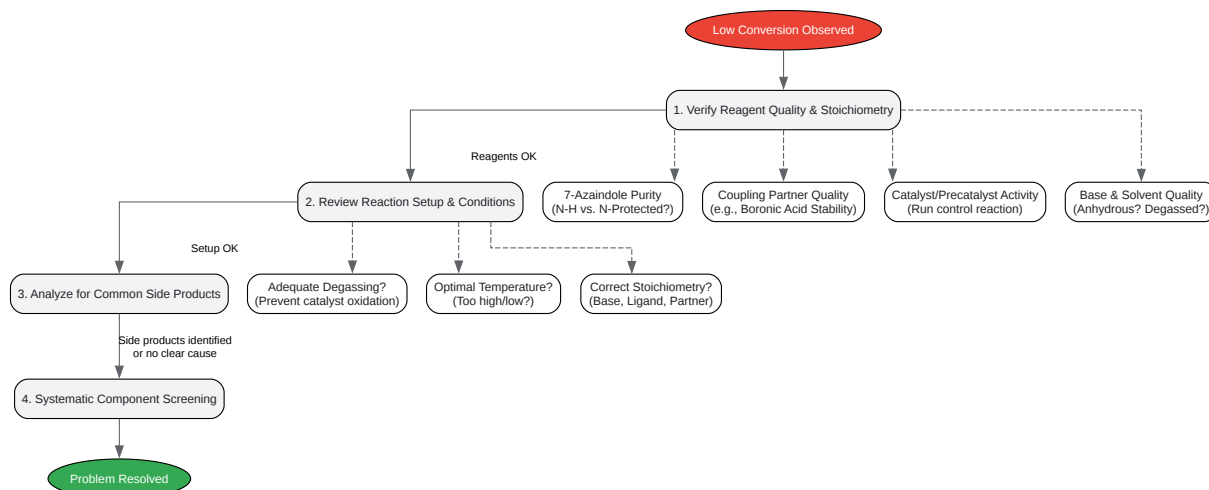 Low Conversion Observed
1. Verify Reagent Quality & Stoichiometry
Reagents OK
7-Azaindole Purity
(N-H vs. N-Protected?)
Coupling Partner Quality
(e.g., Boronic Acid Stability)
Catalyst/Precatalyst Activity
(Run control reaction)
Base & Solvent Quality
(Anhydrous? Degassed?)
2. Review Reaction Setup & Conditions
Setup OK
Adequate Degassing?
(Prevent catalyst oxidation)
Optimal Temperature?
(Too high/low?)
Correct Stoichiometry?
(Base, Ligand, Partner)
3. Analyze for Common Side Products
Side products identified
or no clear cause
4. Systematic Component Screening
Problem Resolved